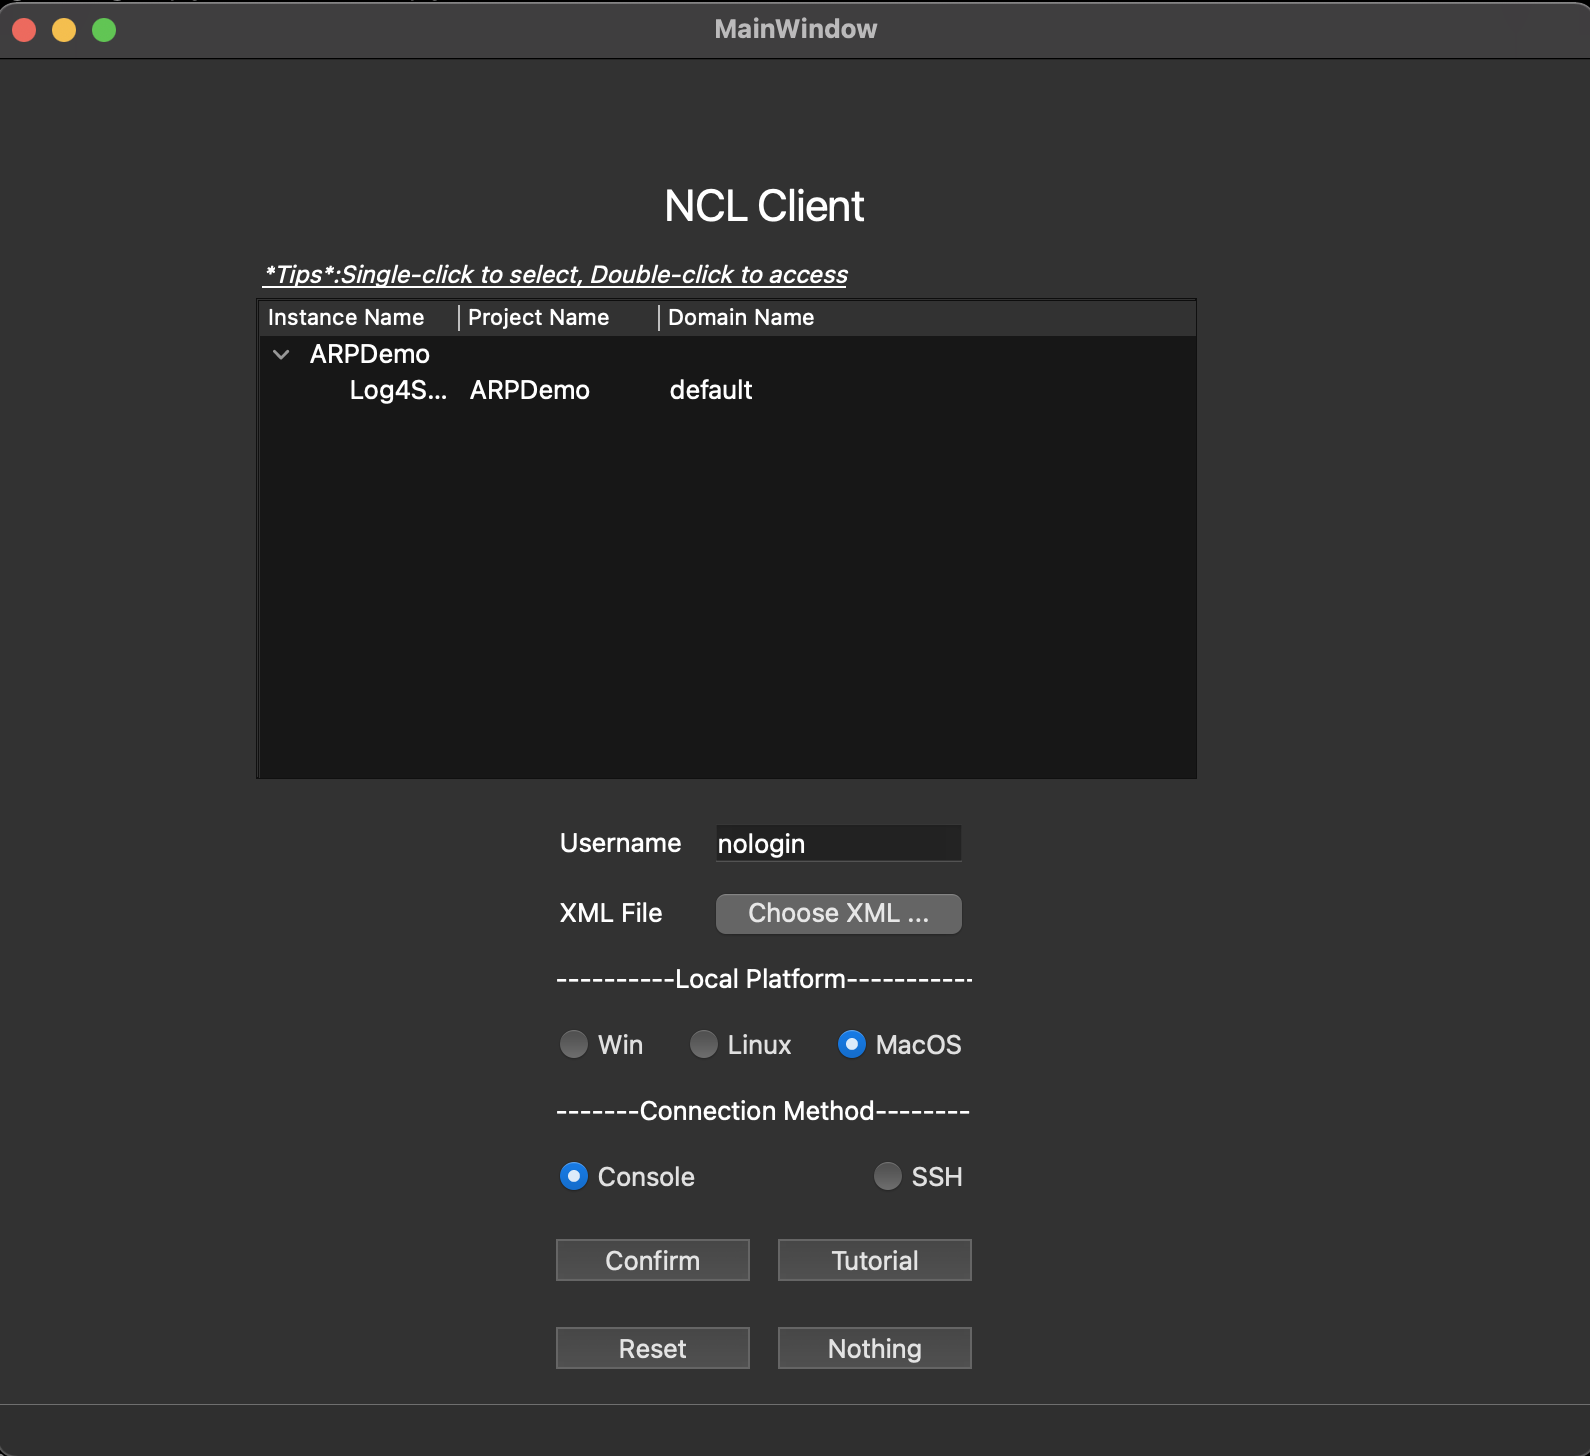 MainWindow
NCL Client
*Tips*:Single-click to select, Double-click to access
Instance Name Project Name Domain Name
ARPDemo
Log4S... ARPDemo default
Username nologin
XML File Choose XML ...
----------Local Platform-----------
Win Linux MacOS
-------Connection Method--------
Console SSH
Confirm Tutorial
Reset Nothing